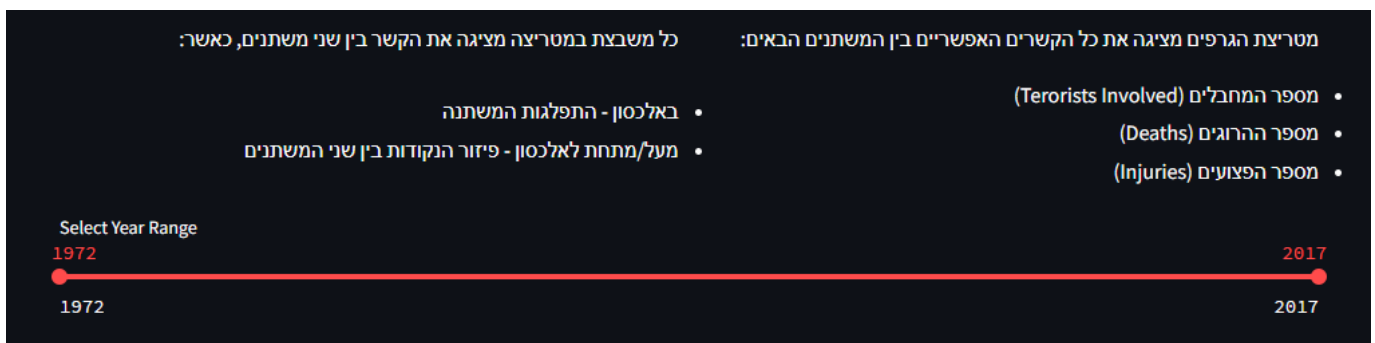 מטריצת הגרפים מציגה את כל הקשרים האפשריים בין המשתנים הבאים:
• מספר המחבלים (Terorists Involved)
• מספר ההרוגים (Deaths)
• מספר הפצועים (Injuries)
כל משבצת במטריצה מציגה את הקשר בין שני משתנים, כאשר:
• באלכסון - התפלגות המשתנה
• מעל/מתחת לאלכסון - פיזור הנקודות בין שני המשתנים
Select Year Range
1972 2017
1972 2017